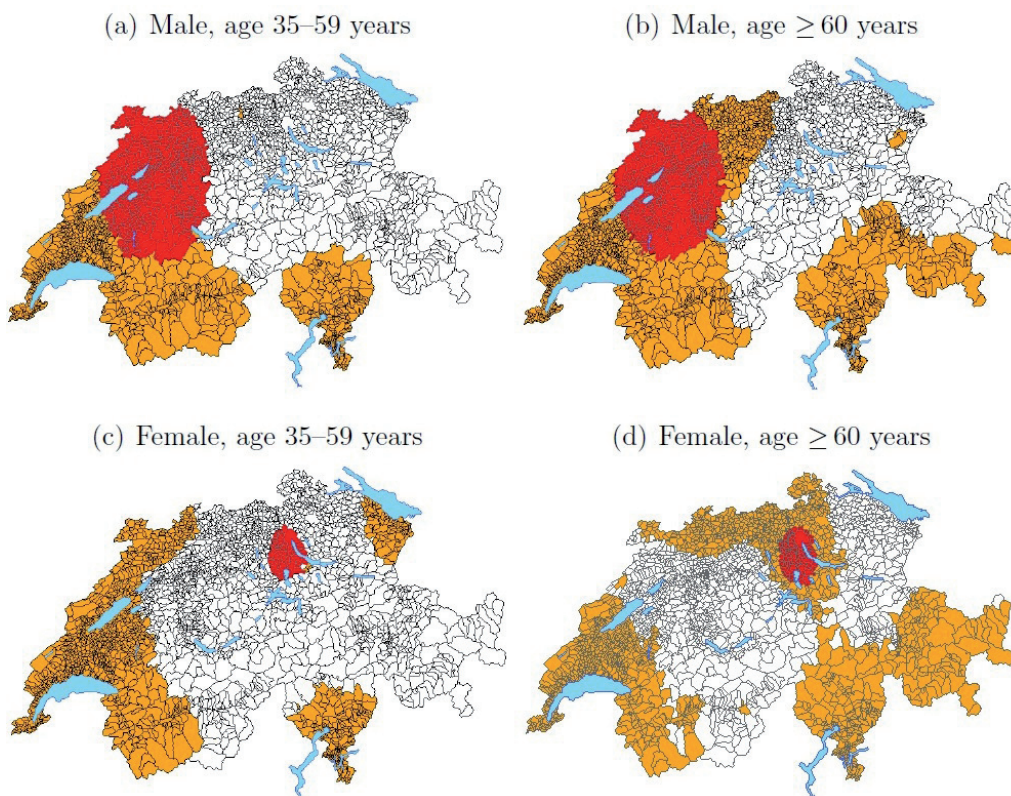 (a) Male, age 35–59 years
(b) Male, age ≥ 60 years
(c) Female, age 35–59 years
(d) Female, age ≥ 60 years